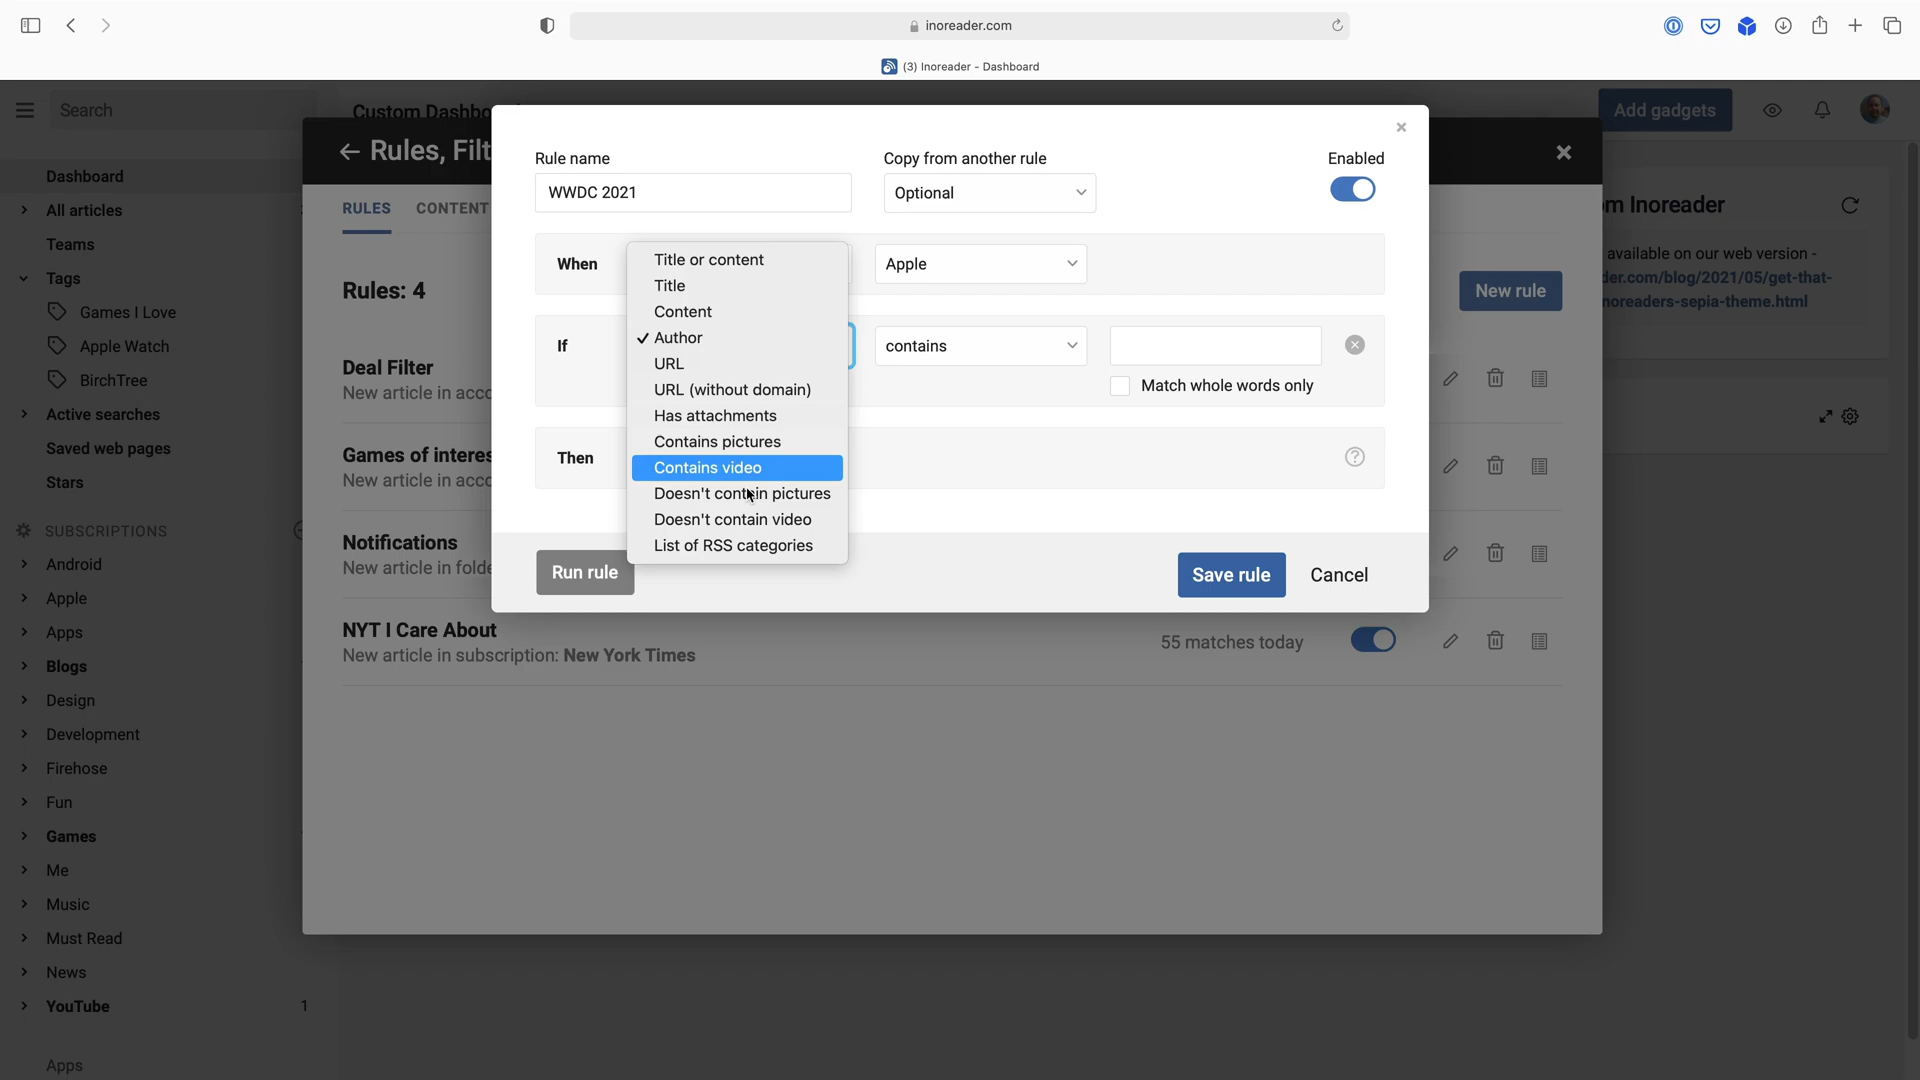 inoreader.com
(3) Inoreader - Dashboard
Search
Custom Dashbo
Add gadgets
Dashboard
All articles
Teams
Tags
Games I Love
Apple Watch
BirchTree
Active searches
Saved web pages
Stars
SUBSCRIPTIONS
Android
Apple
Apps
Blogs
Design
Development
Firehose
Fun
Games
Me
Music
Must Read
News
YouTube 1
Apps
← Rules, Filt
RULES CONTENT
Rules: 4
New rule
Deal Filter
New article in acco
Games of interes
New article in acco
Notifications
New article in folde
NYT I Care About
New article in subscription: New York Times
55 matches today
Rule name
WWDC 2021
Copy from another rule
Optional
Enabled
When
Apple
If
contains
Match whole words only
Then
Title or content
Title
Content
✓ Author
URL
URL (without domain)
Has attachments
Contains pictures
Contains video
Doesn't contain pictures
Doesn't contain video
List of RSS categories
Run rule
Save rule
Cancel
m Inoreader
available on our web version -
der.com/blog/2021/05/get-that-
noreaders-sepia-theme.html